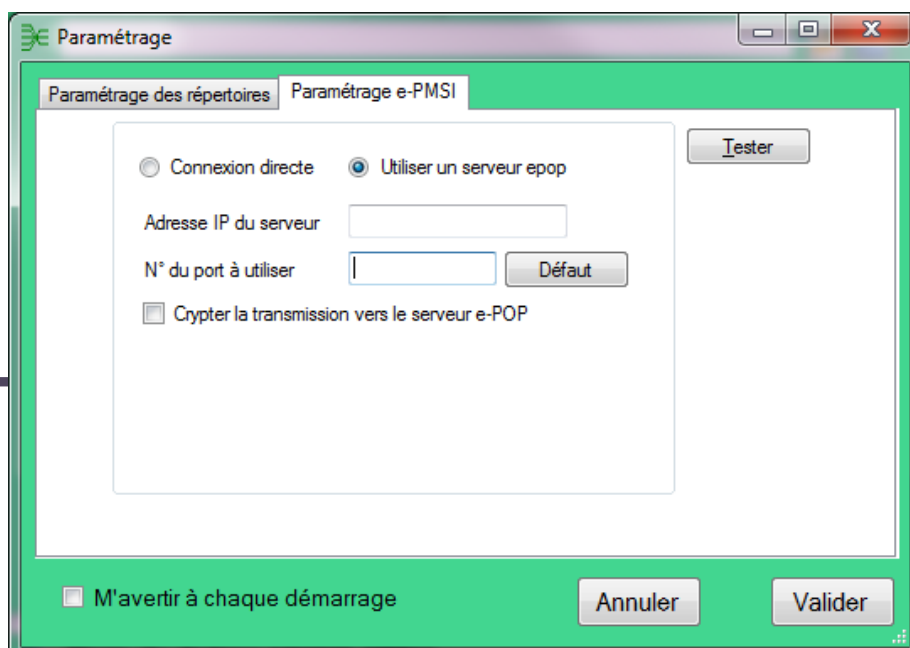 Paramétrage
Paramétrage des répertoires Paramétrage e-PMSI
Tester
Connexion directe Utiliser un serveur epop
Adresse IP du serveur
N° du port à utiliser Défaut
Crypter la transmission vers le serveur e-POP
M'avertir à chaque démarrage Annuler Valider